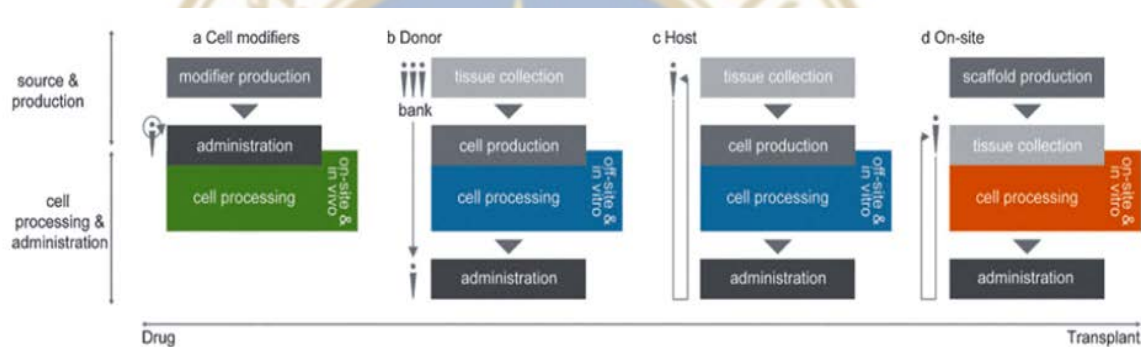 a Cell modifiers
b Donor
c Host
d On-site
source &
production
modifier production
tissue collection
tissue collection
scaffold production
bank
administration
cell production
cell production
tissue collection
cell
processing &
administration
cell processing
on-site &
in vivo
cell processing
off-site &
in vitro
cell processing
off-site &
in vitro
cell processing
on-site &
in vitro
administration
administration
administration
Drug
Transplant